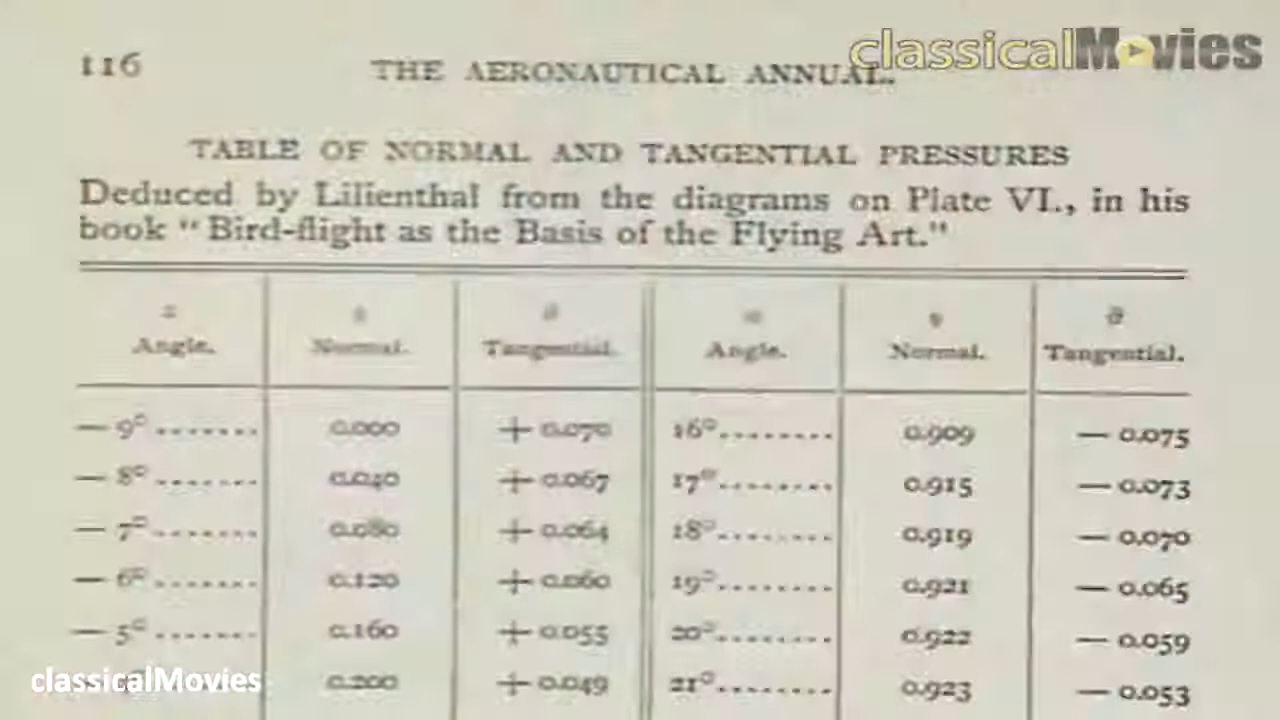 116 THE AERONAUTICAL ANNUAL.
classicalMovies
TABLE OF NORMAL AND TANGENTIAL PRESSURES
Deduced by Lilienthal from the diagrams on Plate VI., in his
book "Bird-flight as the Basis of the Flying Art."
Angle. Normal. Tangential. Angle. Normal. Tangential.
— 9° ....... 0.000 + 0.070 16° ........ 0.909 — 0.075
— 8° ....... 0.040 + 0.067 17° ........ 0.915 — 0.073
— 7° ....... 0.080 + 0.064 18° ........ 0.919 — 0.070
— 6° ....... 0.120 + 0.060 19° ........ 0.921 — 0.065
— 5° ....... 0.160 + 0.055 20° ........ 0.922 — 0.059
0.200 + 0.049 21° ........ 0.923 — 0.053
classicalMovies